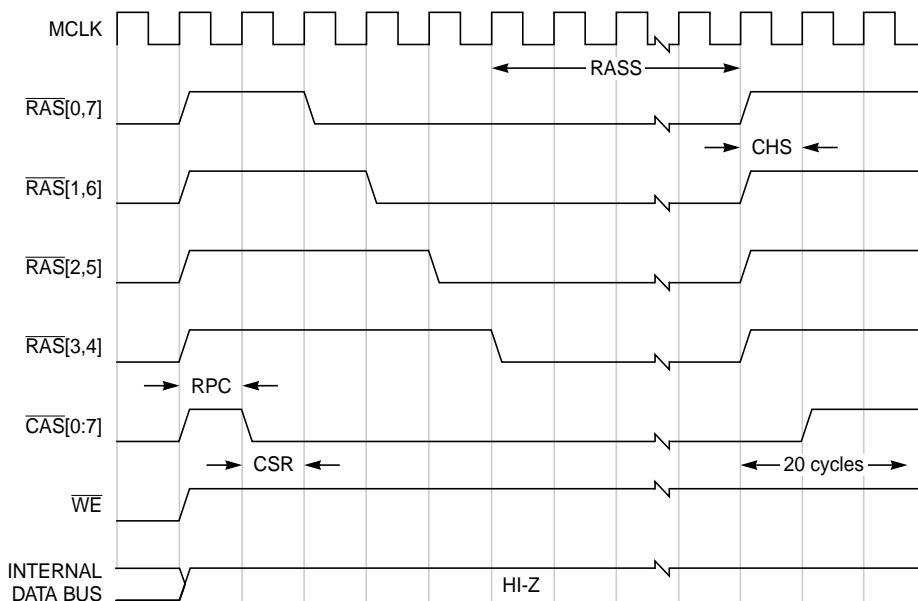 MCLK
RASS
RAS[0,7]
CHS
RAS[1,6]
RAS[2,5]
RAS[3,4]
RPC
CAS[0:7]
CSR
20 cycles
WE
INTERNAL
DATA BUS
HI-Z